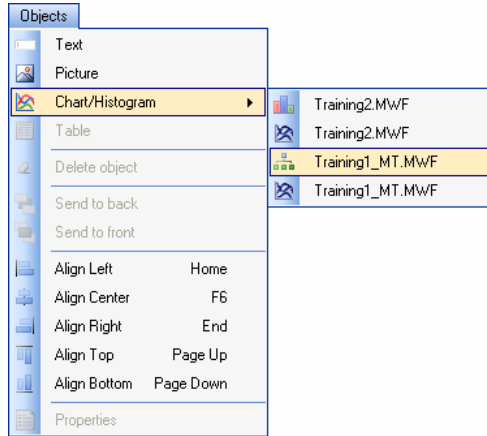 Objects
Text
Picture
Chart/Histogram
Training2.MWF
Table
Training2.MWF
Delete object
Training1_MT.MWF
Training1_MT.MWF
Send to back
Send to front
Align Left Home
Align Center F6
Align Right End
Align Top Page Up
Align Bottom Page Down
Properties